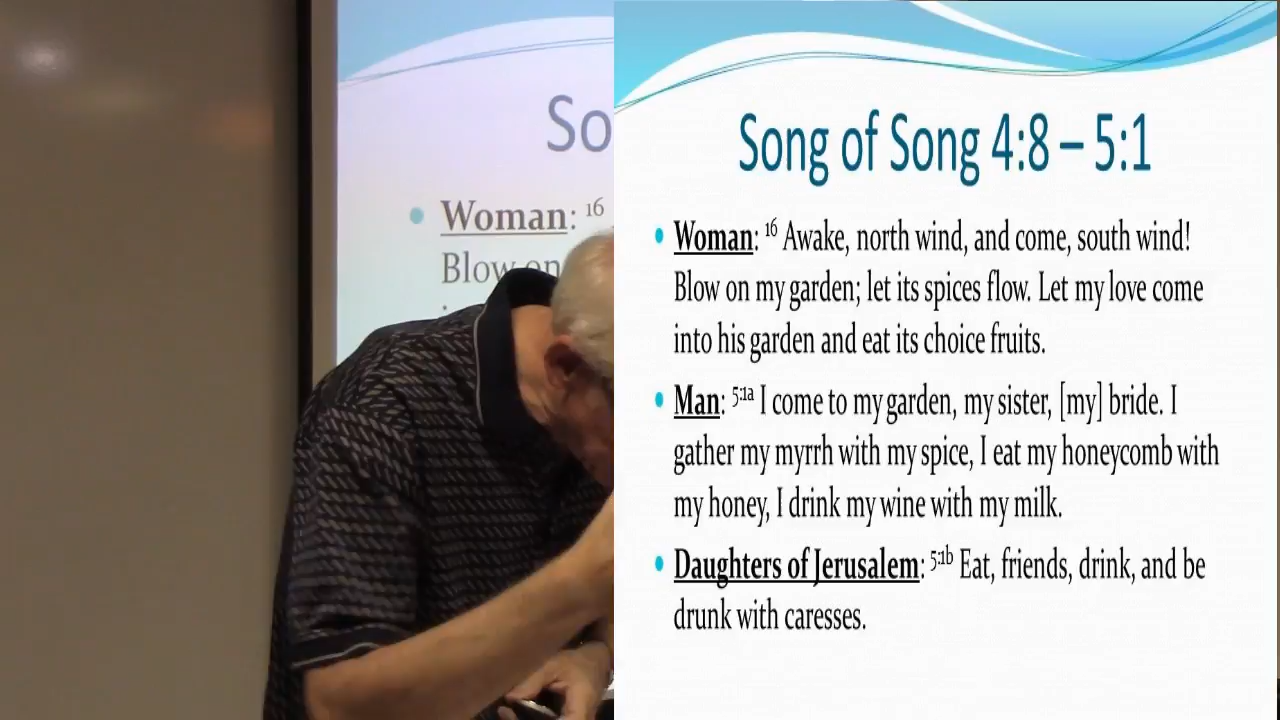 So
Woman: 16
Blow on
Song of Song 4:8 – 5:1
• Woman: 16 Awake, north wind, and come, south wind!
Blow on my garden; let its spices flow. Let my love come
into his garden and eat its choice fruits.
• Man: 5:1a I come to my garden, my sister, [my] bride. I
gather my myrrh with my spice, I eat my honeycomb with
my honey, I drink my wine with my milk.
• Daughters of Jerusalem: 5:1b Eat, friends, drink, and be
drunk with caresses.